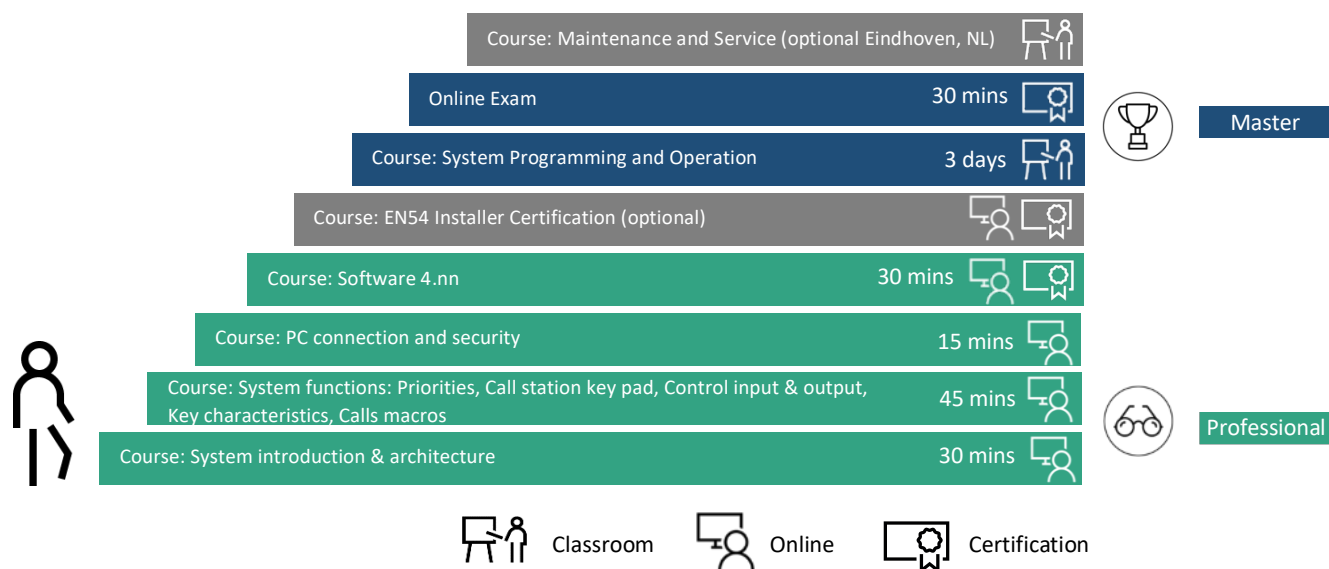 Course: Maintenance and Service (optional Eindhoven, NL)
Online Exam 30 mins
Master
Course: System Programming and Operation 3 days
Course: EN54 Installer Certification (optional)
Course: Software 4.nn 30 mins
Course: PC connection and security 15 mins
Course: System functions: Priorities, Call station key pad, Control input & output,
Key characteristics, Calls macros 45 mins
Professional
Course: System introduction & architecture 30 mins
Classroom Online Certification